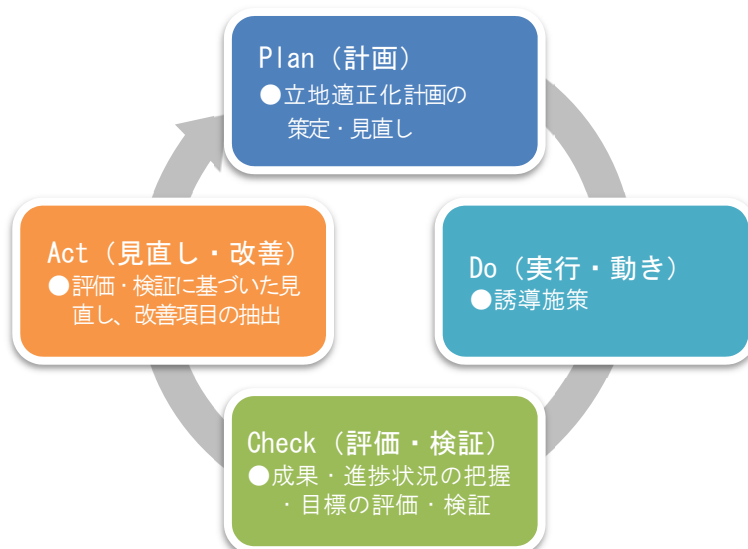 Plan（計画）
●立地適正化計画の
策定・見直し
Do（実行・動き）
●誘導施策
Check（評価・検証）
●成果・進捗状況の把握
・目標の評価・検証
Act（見直し・改善）
●評価・検証に基づいた見
直し、改善項目の抽出